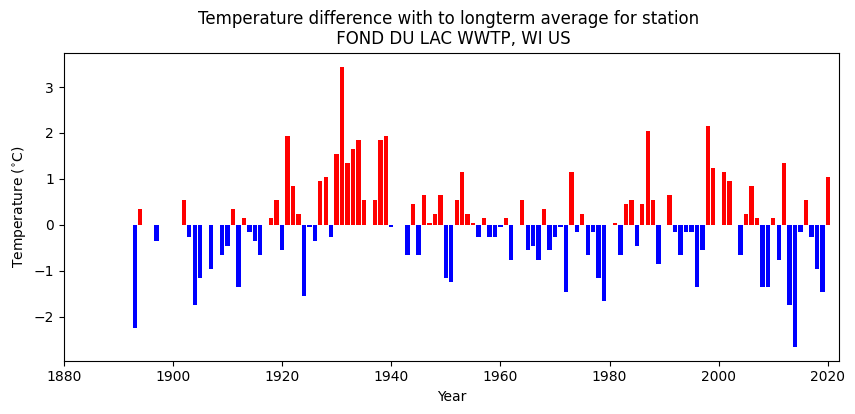 Temperature difference with to longterm average for station
FOND DU LAC WWTP, WI US
Temperature (°C)
3
2
1
0
−1
−2
1880 1900 1920 1940 1960 1980 2000 2020
Year